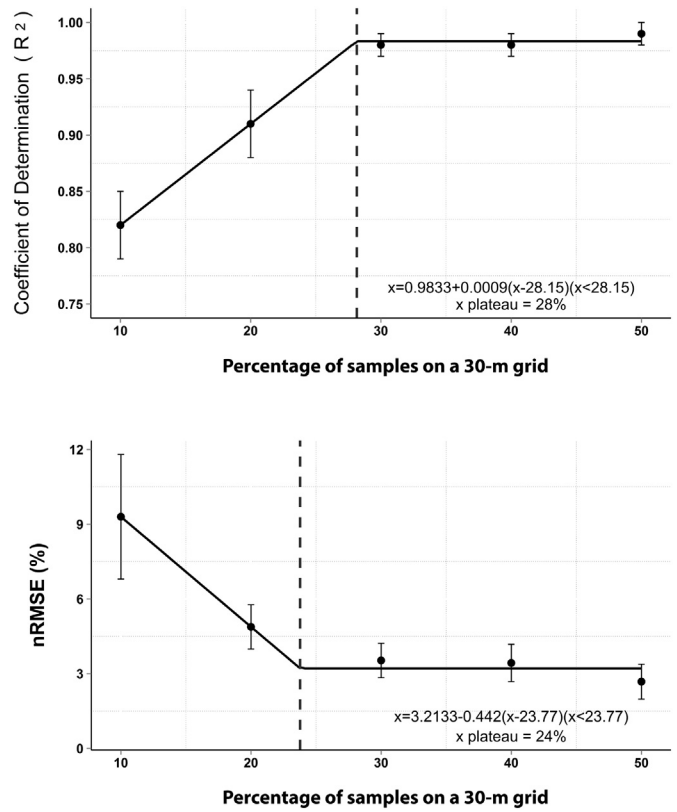 Coefficient of Determination ( R 2 )
1.00
0.95
0.90
0.85
0.80
0.75
x=0.9833+0.0009(x-28.15)(x<28.15)
x plateau = 28%
10 20 30 40 50
Percentage of samples on a 30-m grid
nRMSE (%)
12
9
6
3
0
x=3.2133-0.442(x-23.77)(x<23.77)
x plateau = 24%
10 20 30 40 50
Percentage of samples on a 30-m grid